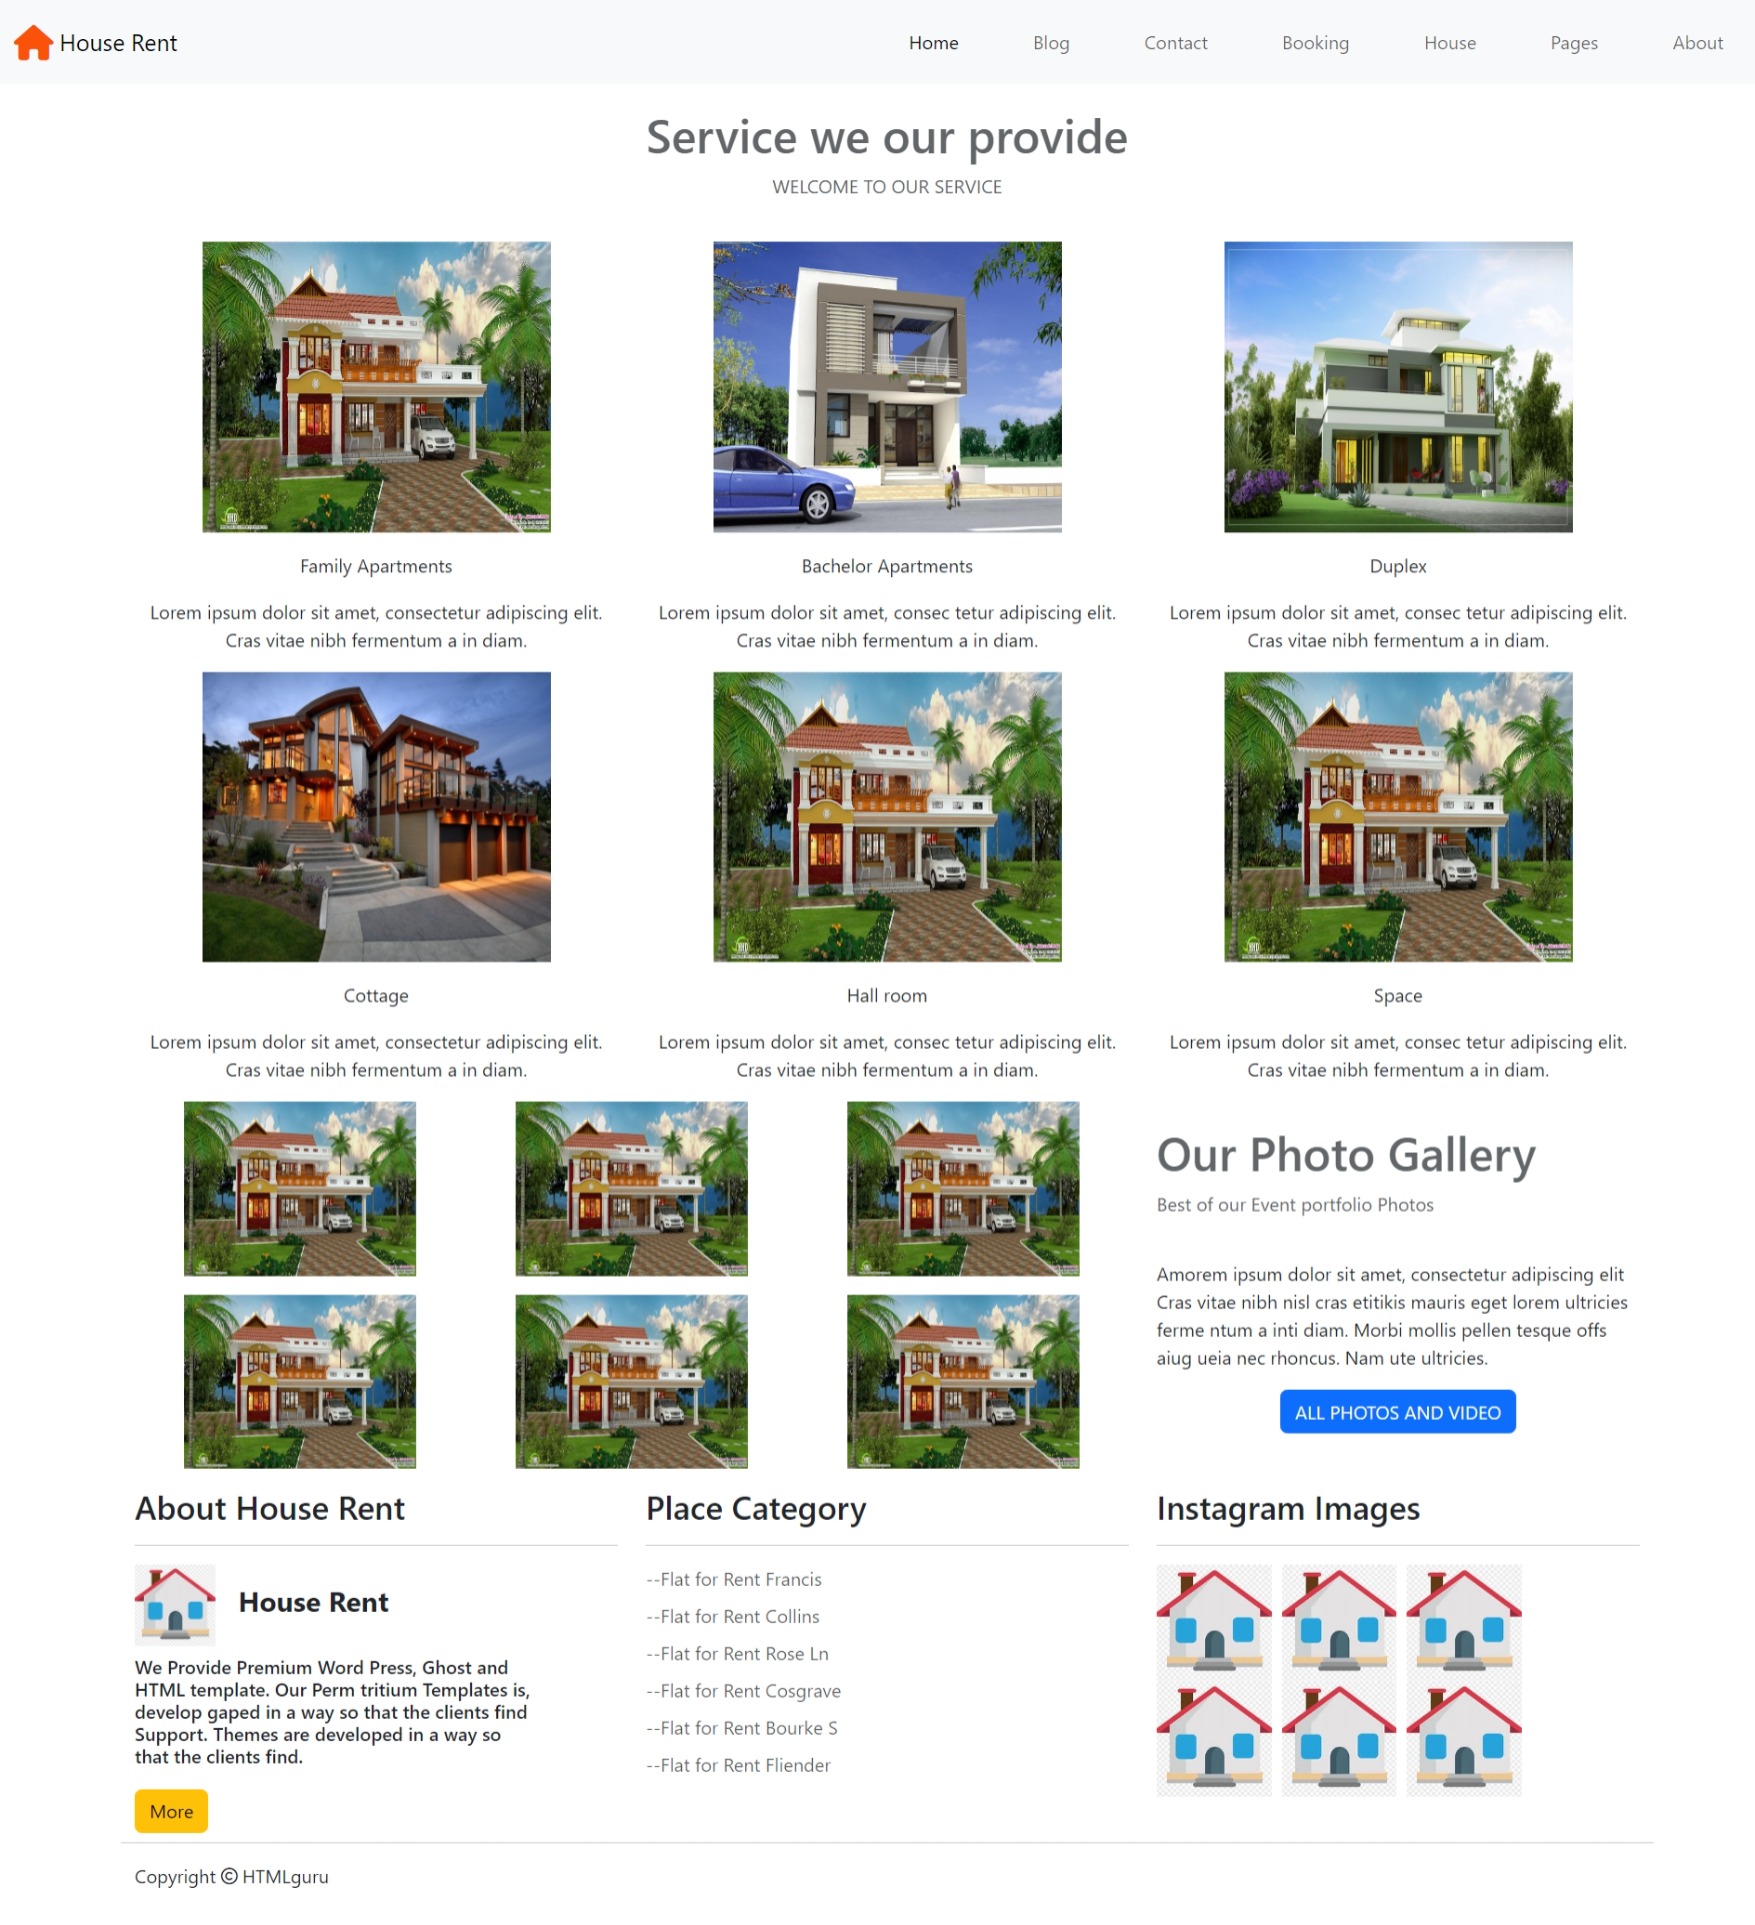 House Rent
Home
Blog
Contact
Booking
House
Pages
About
Service we our provide
WELCOME TO OUR SERVICE
Family Apartments
Lorem ipsum dolor sit amet, consectetur adipiscing elit.
Cras vitae nibh fermentum a in diam.
Bachelor Apartments
Lorem ipsum dolor sit amet, consec tetur adipiscing elit.
Cras vitae nibh fermentum a in diam.
Duplex
Lorem ipsum dolor sit amet, consec tetur adipiscing elit.
Cras vitae nibh fermentum a in diam.
Cottage
Lorem ipsum dolor sit amet, consectetur adipiscing elit.
Cras vitae nibh fermentum a in diam.
Hall room
Lorem ipsum dolor sit amet, consec tetur adipiscing elit.
Cras vitae nibh fermentum a in diam.
Space
Lorem ipsum dolor sit amet, consec tetur adipiscing elit.
Cras vitae nibh fermentum a in diam.
Our Photo Gallery
Best of our Event portfolio Photos
Amorem ipsum dolor sit amet, consectetur adipiscing elit
Cras vitae nibh nisl cras etitikis mauris eget lorem ultricies
ferme ntum a inti diam. Morbi mollis pellen tesque offs
aiug ueia nec rhoncus. Nam ute ultricies.
ALL PHOTOS AND VIDEO
About House Rent
House Rent
We Provide Premium Word Press, Ghost and
HTML template. Our Perm tritium Templates is,
develop gaped in a way so that the clients find
Support. Themes are developed in a way so
that the clients find.
More
Place Category
--Flat for Rent Francis
--Flat for Rent Collins
--Flat for Rent Rose Ln
--Flat for Rent Cosgrave
--Flat for Rent Bourke S
--Flat for Rent Fliender
Instagram Images
Copyright © HTMLguru